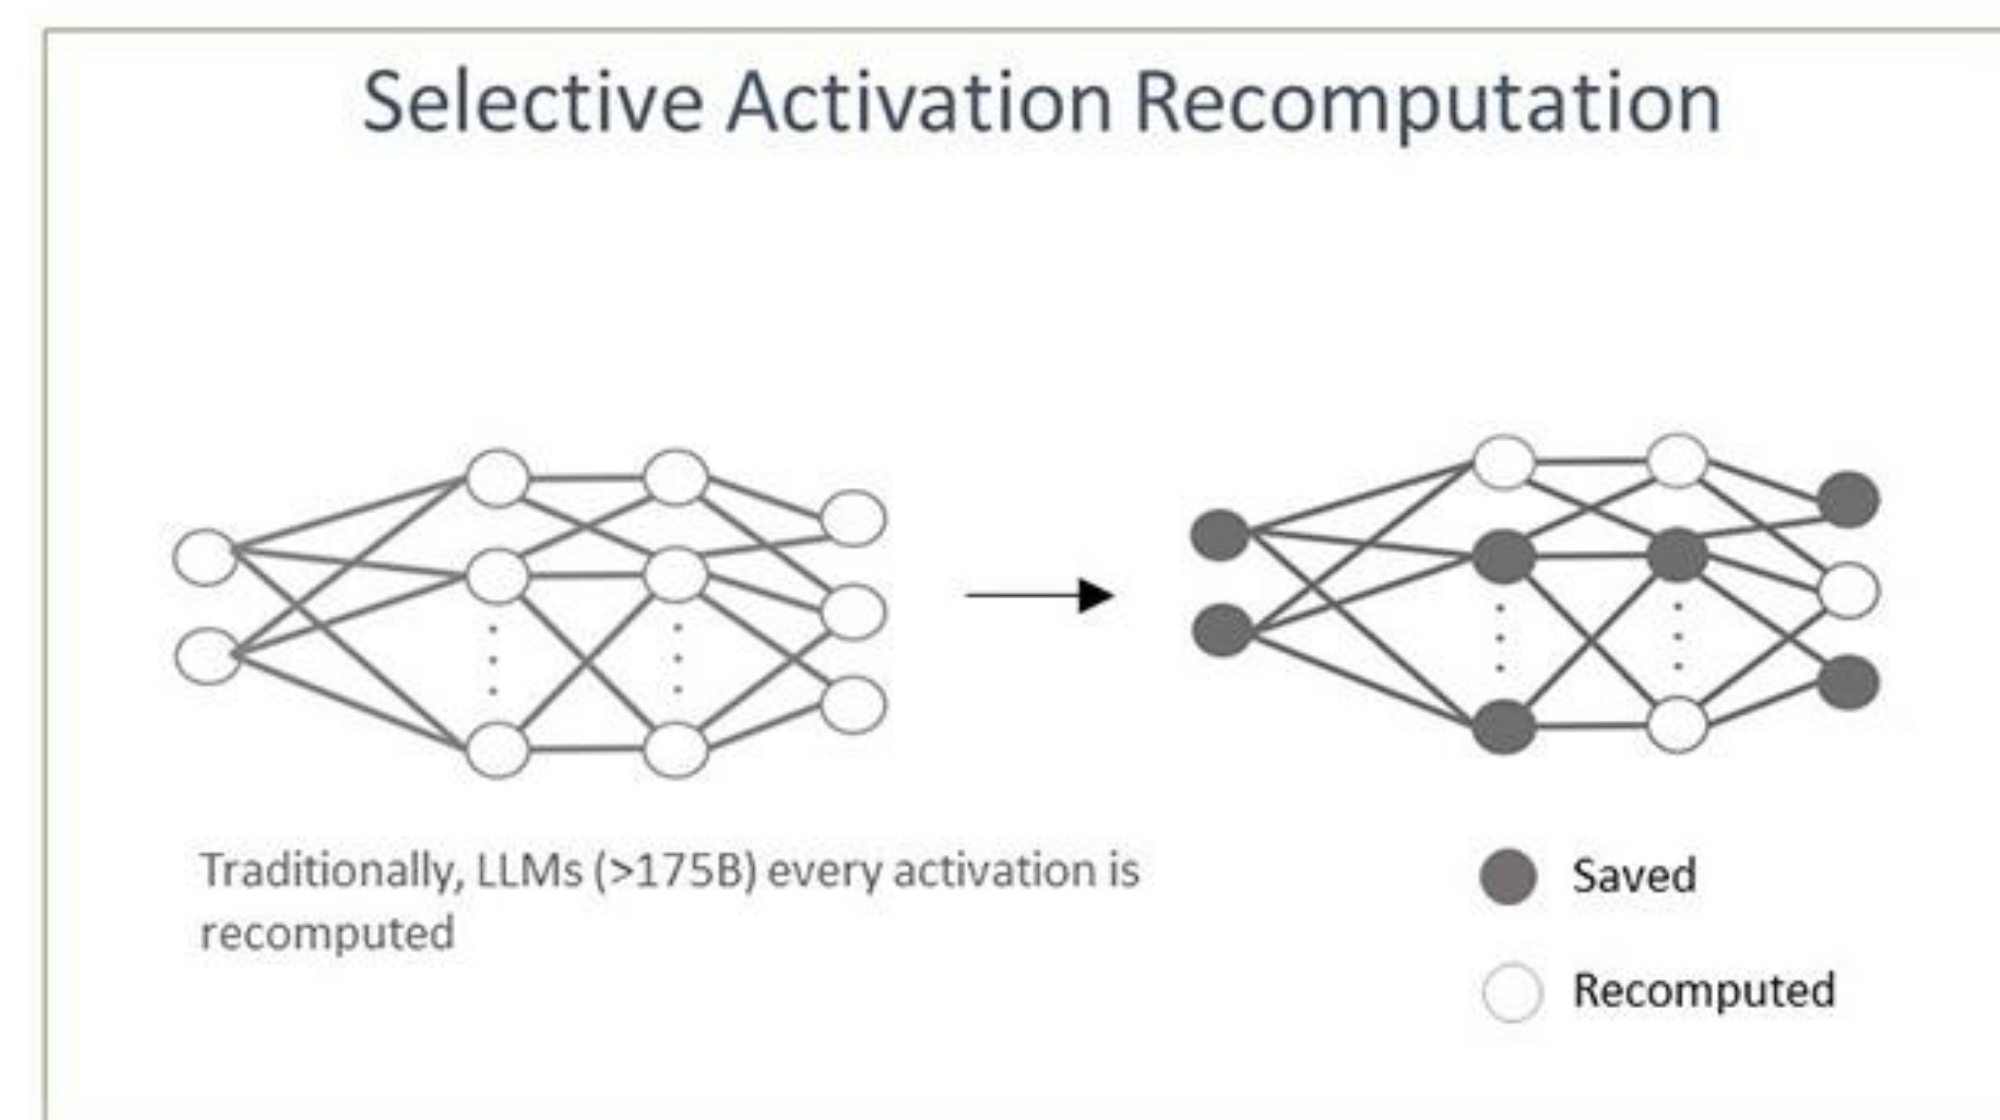 Selective Activation Recomputation
Traditionally, LLMs (>175B) every activation is
recomputed
Saved
Recomputed